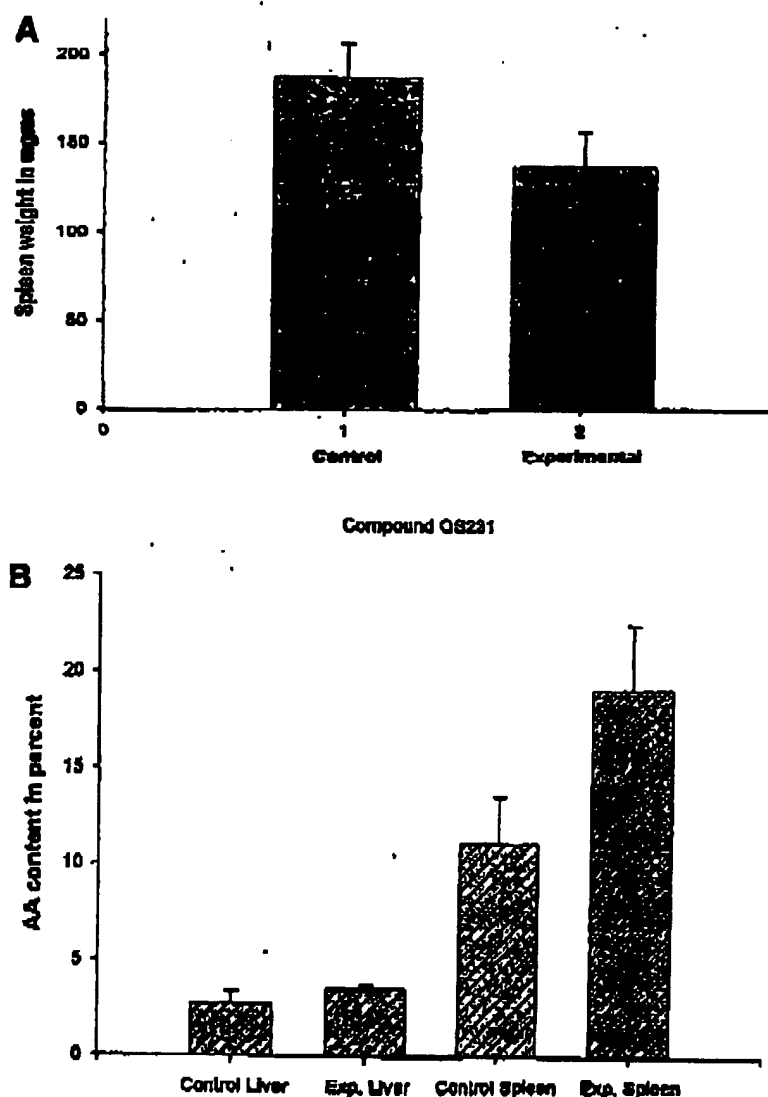 A
Spleen weight in mgms
200
150
100
50
0
0
1
2
Control
Experimental
Compound GS231
B
AA content in percent
25
20
15
10
5
0
Control Liver
Exp. Liver
Control Spleen
Exp. Spleen